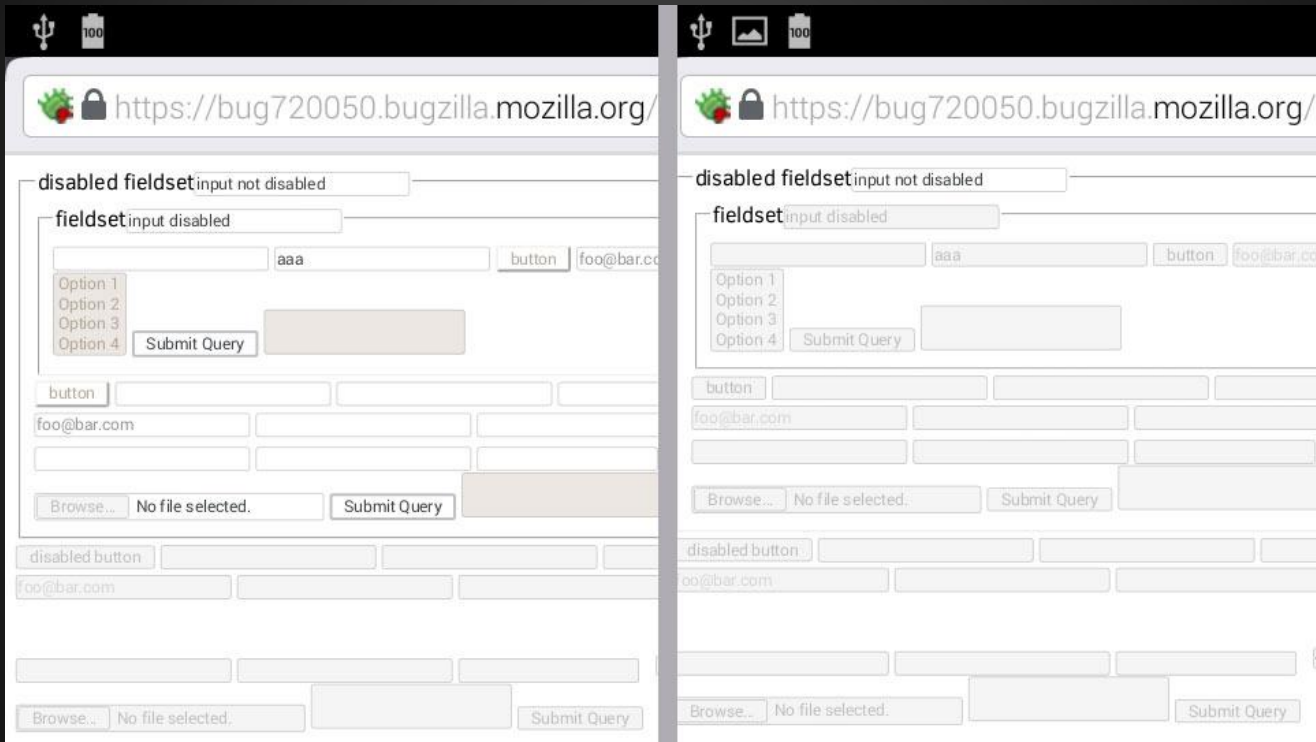 100
https://bug720050.bugzilla.mozilla.org/
disabled fieldset input not disabled
fieldset input disabled
aaa button foo@bar.co
Option 1
Option 2
Option 3
Option 4 Submit Query
button
foo@bar.com
Browse... No file selected. Submit Query
disabled button
foo@bar.com
Browse... No file selected. Submit Query
100
https://bug720050.bugzilla.mozilla.org/
disabled fieldset input not disabled
fieldset input disabled
aaa button foo@bar.co
Option 1
Option 2
Option 3
Option 4 Submit Query
button
foo@bar.com
Browse... No file selected. Submit Query
disabled button
oo@bar.com
Browse... No file selected. Submit Query